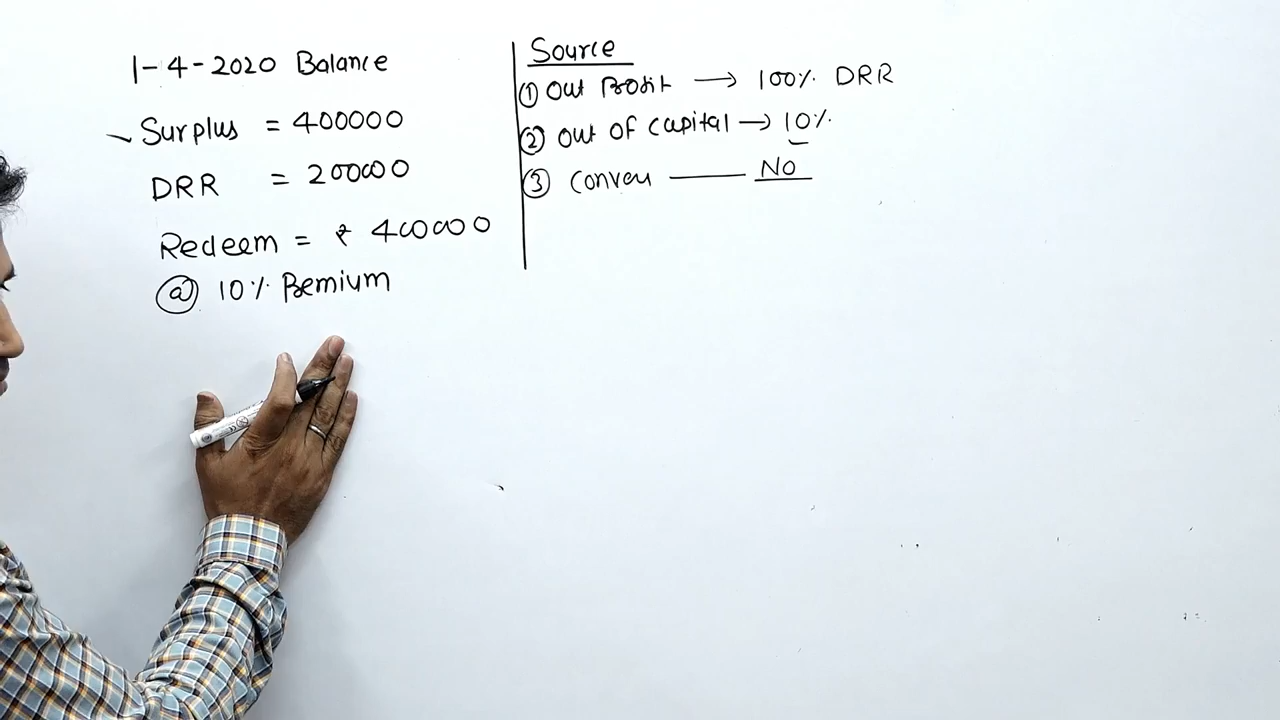 1-4-2020 Balance
Surplus = 400000
DRR = 200000
Redeem = ₹ 400000
@ 10% Premium
Source
① Out Profit → 100% DRR
② Out of Capital → 10%
③ Conven — No